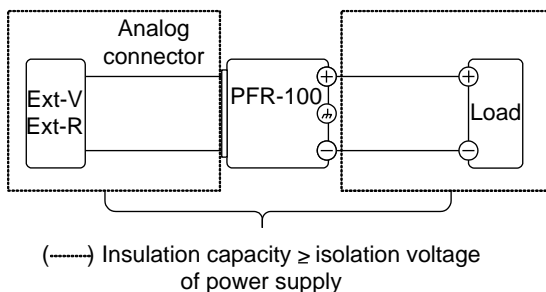 Analog
connector
Ext-V
Ext-R
PFR-100
+
+
Load
-
-
(--------) Insulation capacity ≥ isolation voltage
of power supply